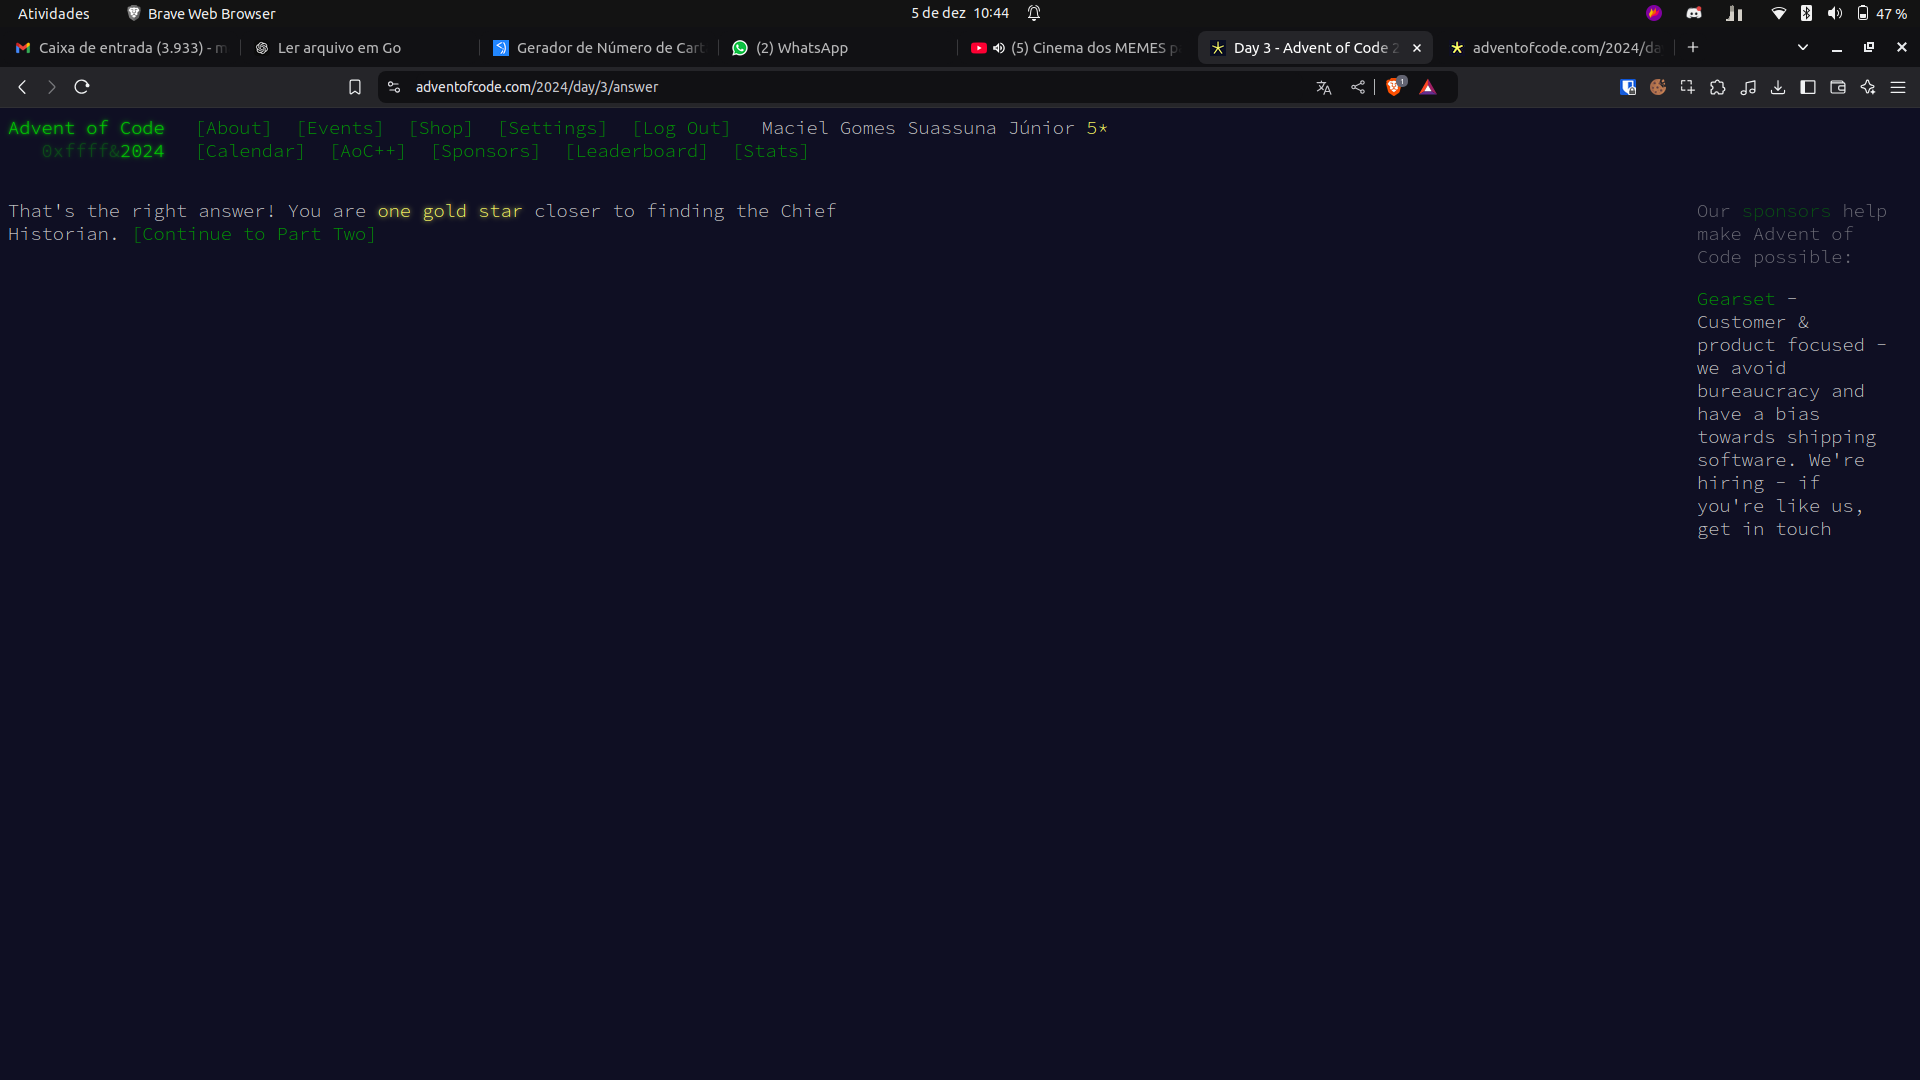 Atividades
Brave Web Browser
5 de dez 10:44
47 %
Caixa de entrada (3.933) - m
Ler arquivo em Go
Gerador de Número de Cart
(2) WhatsApp
(5) Cinema dos MEMES p
Day 3 - Advent of Code 2
adventofcode.com/2024/da
adventofcode.com/2024/day/3/answer
1
Advent of Code [About] [Events] [Shop] [Settings] [Log Out] Maciel Gomes Suassuna Júnior 5*
0xffff&2024 [Calendar] [AoC++] [Sponsors] [Leaderboard] [Stats]
That's the right answer! You are one gold star closer to finding the Chief
Historian. [Continue to Part Two]
Our sponsors help
make Advent of
Code possible:
Gearset -
Customer &
product focused -
we avoid
bureaucracy and
have a bias
towards shipping
software. We're
hiring - if
you're like us,
get in touch